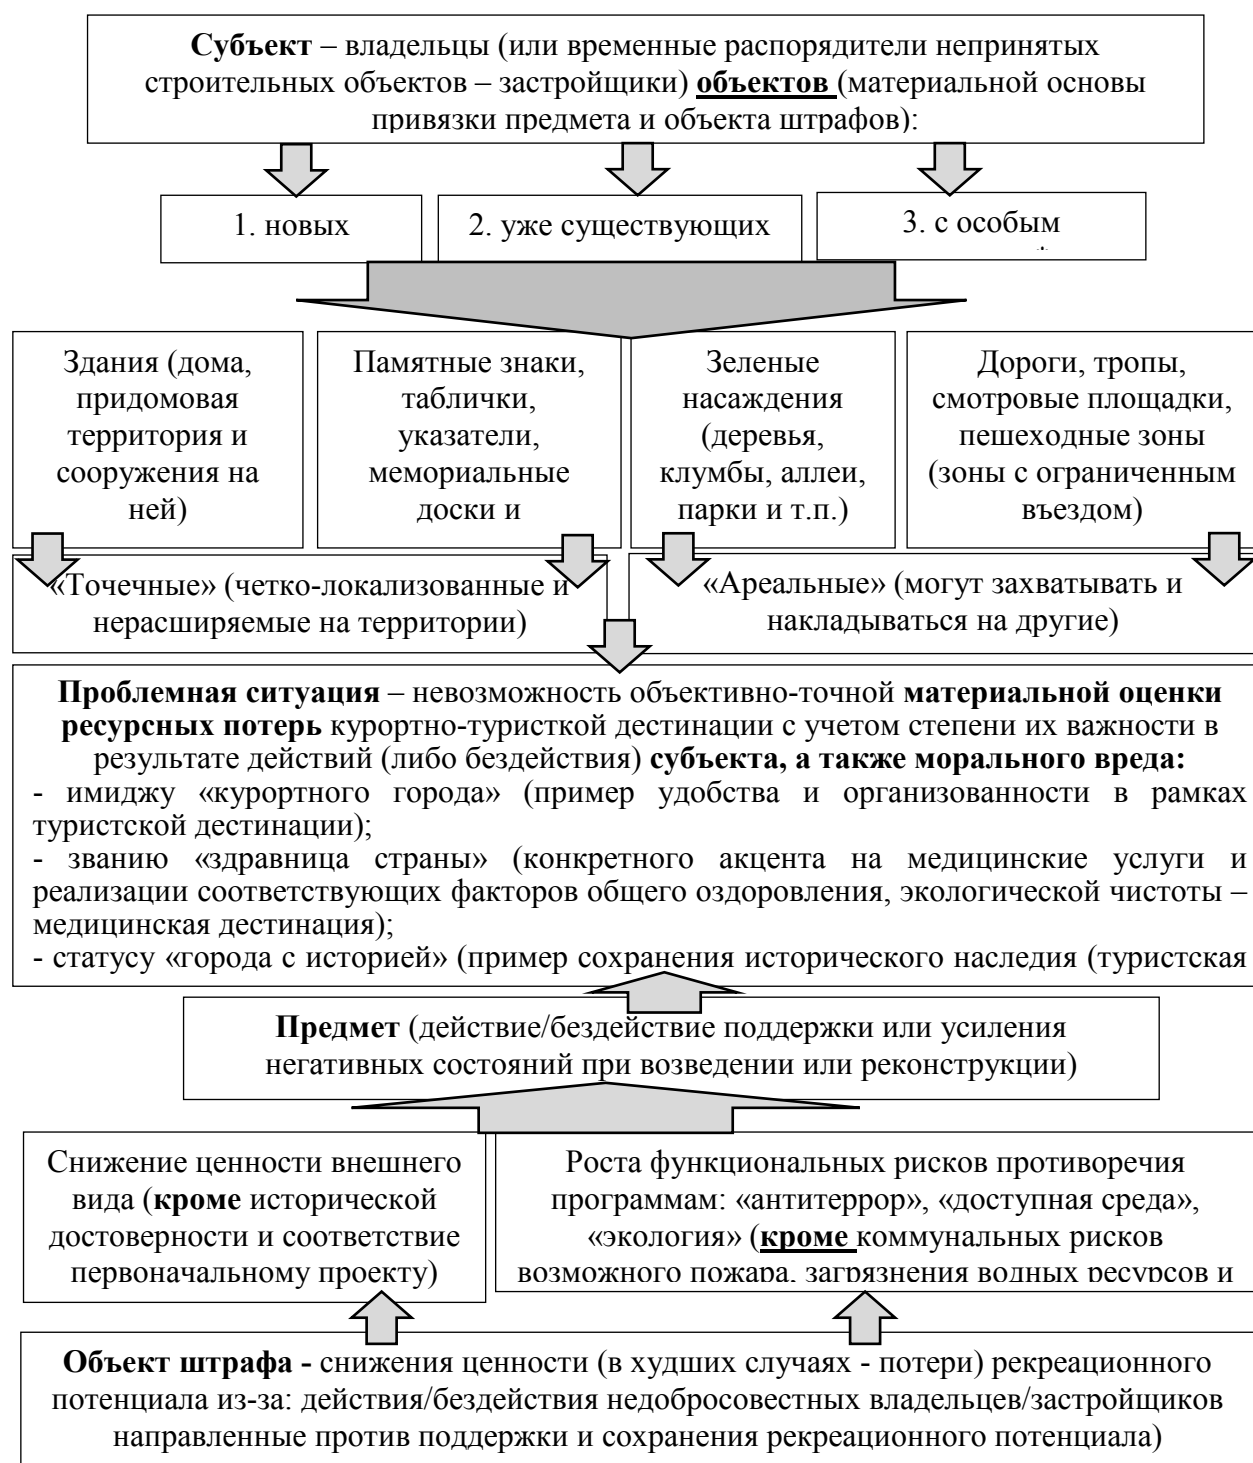 Субъект – владельцы (или временные распорядители непринятых
строительных объектов – застройщики) объектов (материальной основы
привязки предмета и объекта штрафов):
1. новых
2. уже существующих
3. с особым
Здания (дома,
придомовая
территория и
сооружения на
ней)
Памятные знаки,
таблички,
указатели,
мемориальные
доски и
Зеленые
насаждения
(деревья,
клумбы, аллеи,
парки и т.п.)
Дороги, тропы,
смотровые площадки,
пешеходные зоны
(зоны с ограниченным
въездом)
«Точечные» (четко-локализованные и
нерасширяемые на территории)
«Ареальные» (могут захватывать и
накладываться на другие)
Проблемная ситуация – невозможность объективно-точной материальной оценки
ресурсных потерь курортно-туристкой дестинации с учетом степени их важности в
результате действий (либо бездействия) субъекта, а также морального вреда:
- имиджу «курортного города» (пример удобства и организованности в рамках
туристской дестинации);
- званию «здравница страны» (конкретного акцента на медицинские услуги и
реализации соответствующих факторов общего оздоровления, экологической чистоты –
медицинская дестинация);
- статусу «города с историей» (пример сохранения исторического наследия (туристская
Предмет (действие/бездействие поддержки или усиления
негативных состояний при возведении или реконструкции)
Снижение ценности внешнего
вида (кроме исторической
достоверности и соответствие
первоначальному проекту)
Роста функциональных рисков противоречия
программам: «антитеррор», «доступная среда»,
«экология» (кроме коммунальных рисков
возможного пожара, загрязнения водных ресурсов и
Объект штрафа - снижения ценности (в худших случаях - потери) рекреационного
потенциала из-за: действия/бездействия недобросовестных владельцев/застройщиков
направленные против поддержки и сохранения рекреационного потенциала)